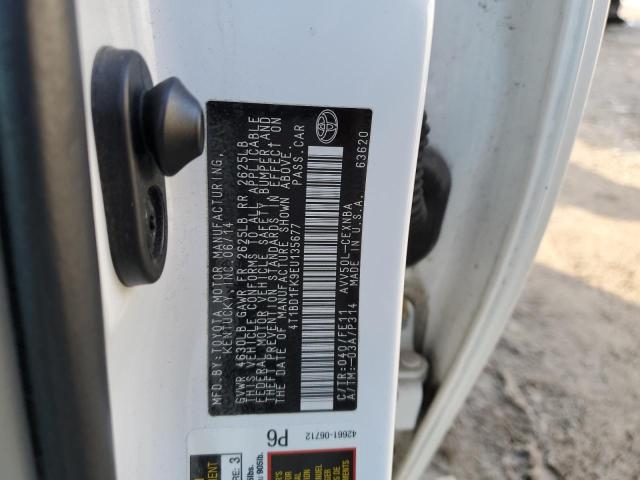 MFD.BY:TOYOTA MOTOR MANUFACTURING,
KENTUCKY, INC. 06/14
GVWR 4630LB GAWR FR 2625LB RR 2625LB
THIS VEHICLE CONFORMS TO ALL APPLICABLE
FEDERAL MOTOR VEHICLE SAFETY, BUMPER, AND
THEFT PREVENTION STANDARDS IN EFFECT ON
THE DATE OF MANUFACTURE SHOWN ABOVE.
4T1BD1FK9EU135677 PASS.CAR
C/TR:040/FE11 AVV50L-CEXNBA
A/TM:-03A/P314 MADE IN U.S.A. 63620
42661-06712
P6